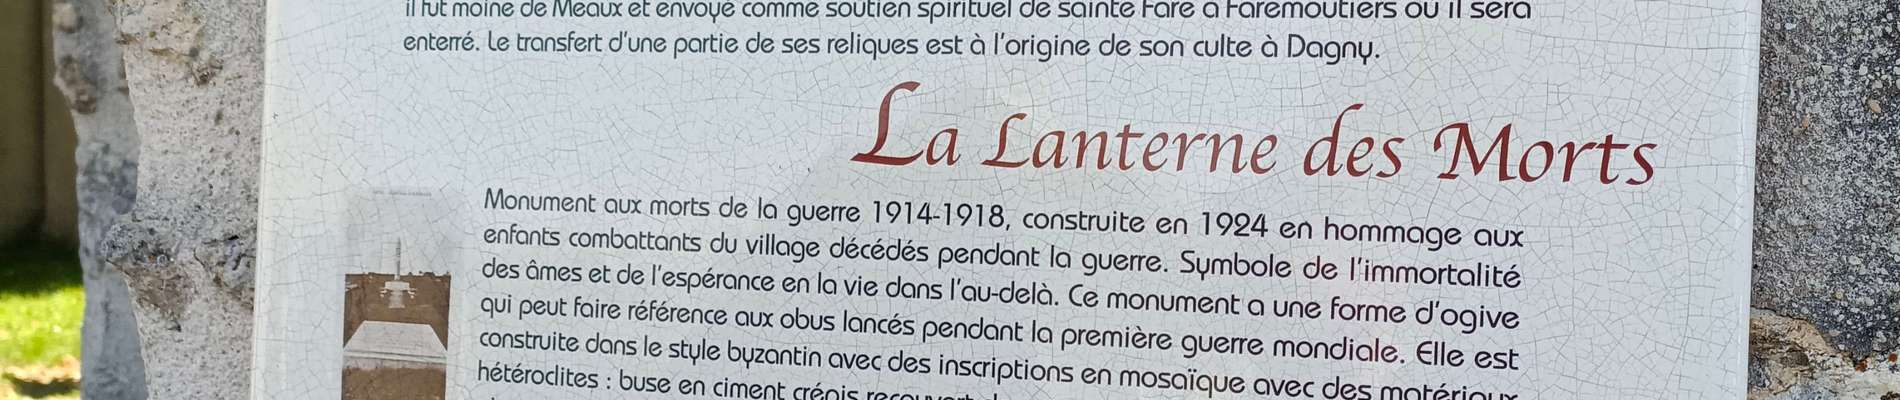 il fut moine de Meaux et envoyé comme soutien spirituel de sainte Fare à Faremoutiers où il sera
enterré. Le transfert d'une partie de ses reliques est à l'origine de son culte à Dagny.
La Lanterne des Morts
Monument aux morts de la guerre 1914-1918, construite en 1924 en hommage aux
enfants combattants du village décédés pendant la guerre. Symbole de l'immortalité
des âmes et de l'espérance en la vie dans l'au-delà. Ce monument a une forme d'ogive
qui peut faire référence aux obus lancés pendant la première guerre mondiale. Elle est
construite dans le style byzantin avec des inscriptions en mosaïque avec des matériaux
hétéroclites : buse en ciment crépis recouvert